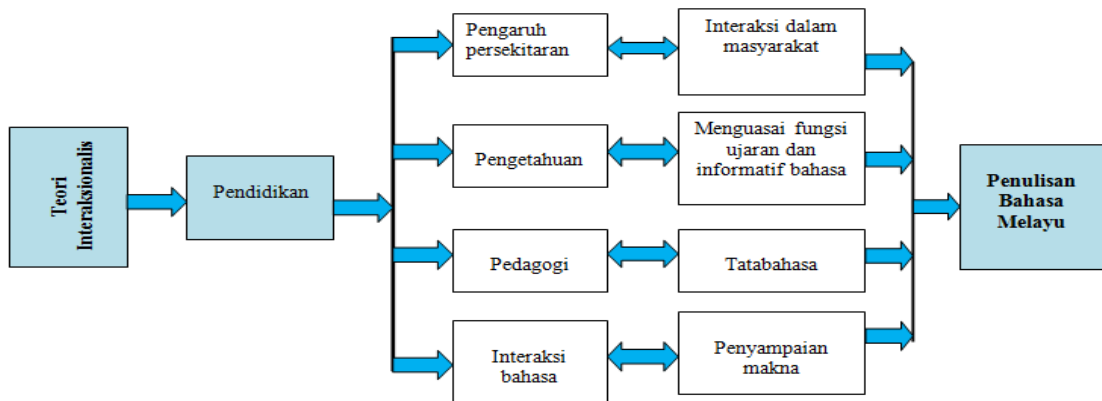 Teori
Interaksionalis
Pendidikan
Pengaruh
persekitaran
Interaksi dalam
masyarakat
Pengetahuan
Menguasai fungsi
ujaran dan
informatif bahasa
Pedagogi
Tatabahasa
Interaksi
bahasa
Penyampaian
makna
Penulisan
Bahasa
Melayu